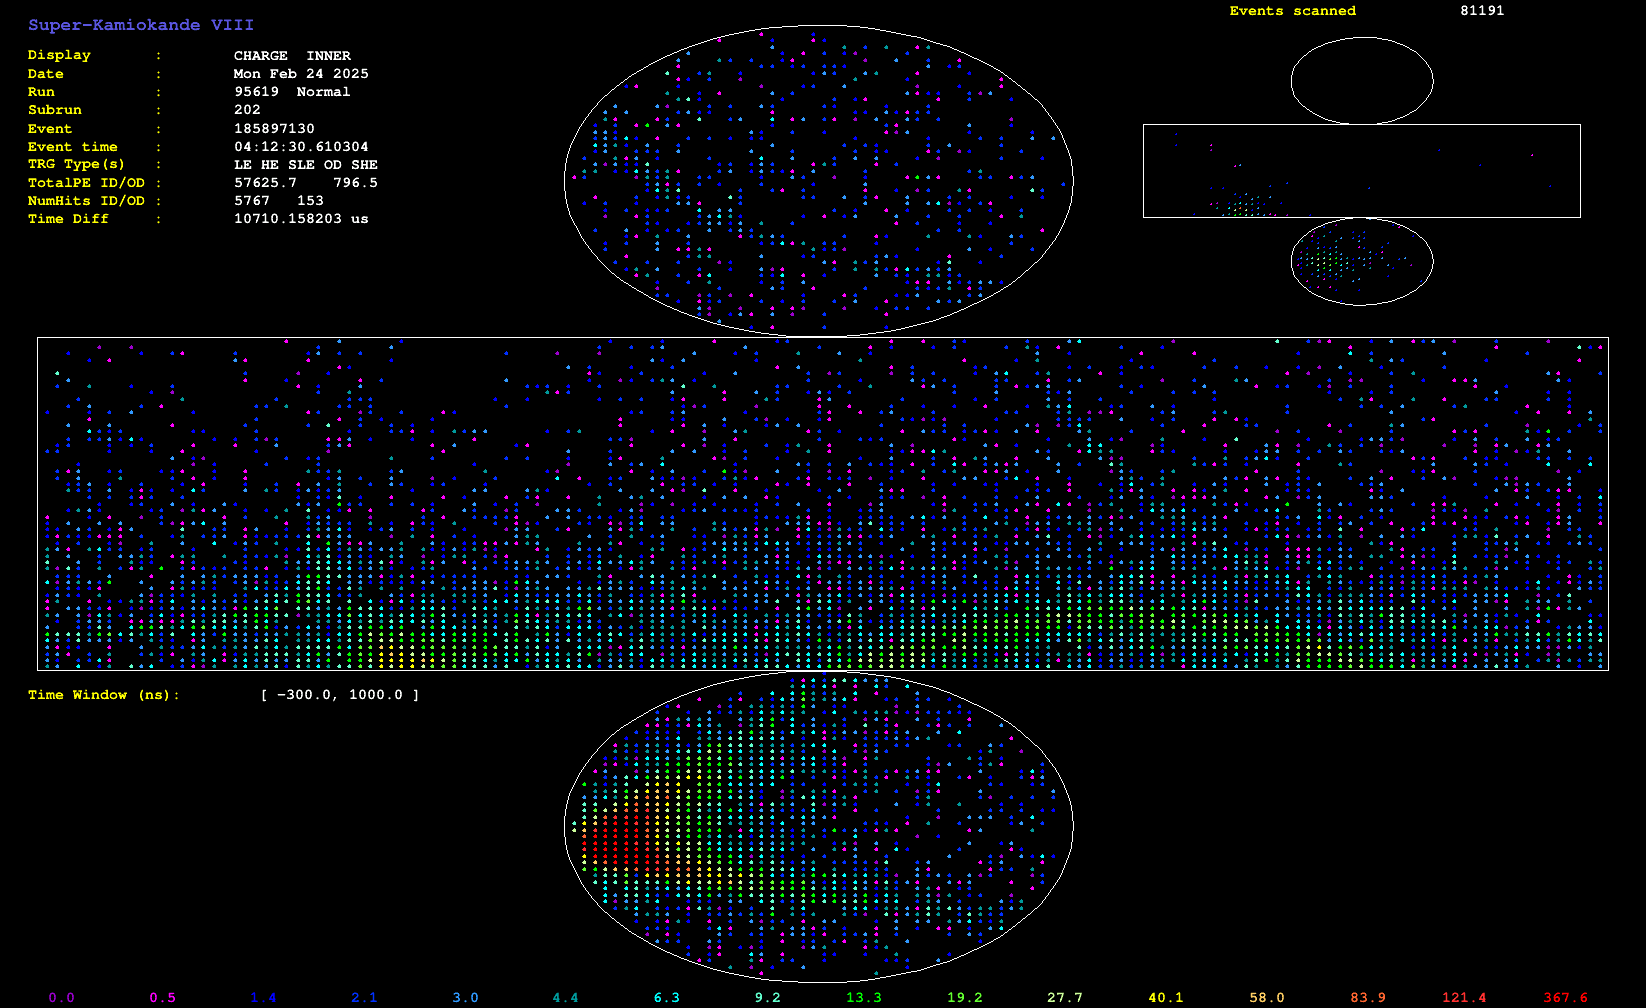 Super-Kamiokande VIII
Events scanned 81191
Display : CHARGE INNER
Date : Mon Feb 24 2025
Run : 95619 Normal
Subrun : 202
Event : 185897130
Event time : 04:12:30.610304
TRG Type(s) : LE HE SLE OD SHE
TotalPE ID/OD : 57625.7 796.5
NumHits ID/OD : 5767 153
Time Diff : 10710.158203 us
Time Window (ns): [ -300.0, 1000.0 ]
0.0 0.5 1.4 2.1 3.0 4.4 6.3 9.2 13.3 19.2 27.7 40.1 58.0 83.9 121.4 367.6